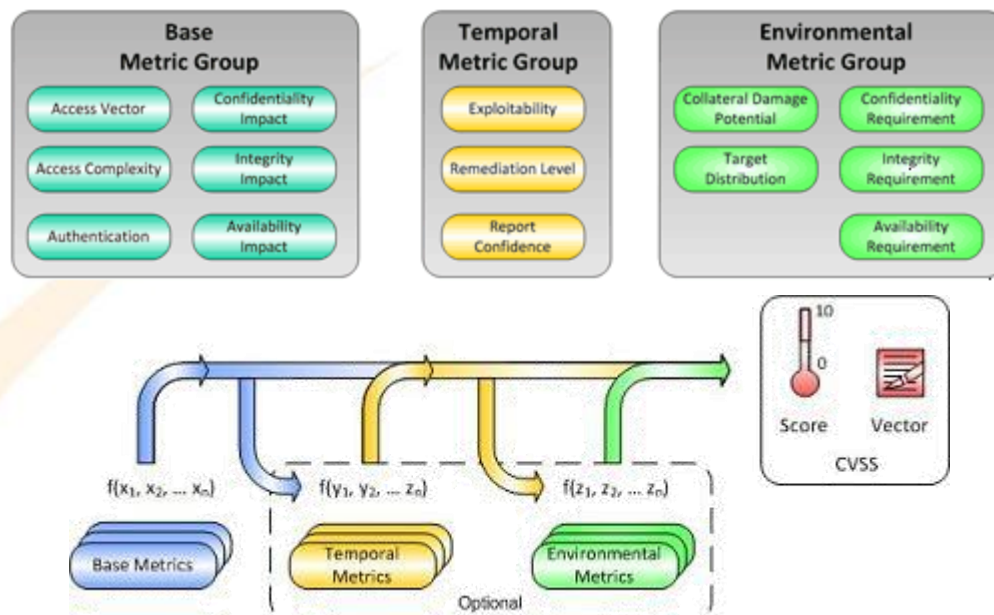 Base
Metric Group
Access Vector
Confidentiality
Impact
Access Complexity
Integrity
Impact
Authentication
Availability
Impact
Temporal
Metric Group
Exploitability
Remediation Level
Report
Confidence
Environmental
Metric Group
Collateral Damage
Potential
Confidentiality
Requirement
Target
Distribution
Integrity
Requirement
Availability
Requirement
10
0
Score
Vector
CVSS
f(x₁, x₂, ... xₙ)
f(y₁, y₂, ... zₙ)
f(z₁, z₂, ... zₙ)
Base Metrics
Temporal
Metrics
Environmental
Metrics
Optional